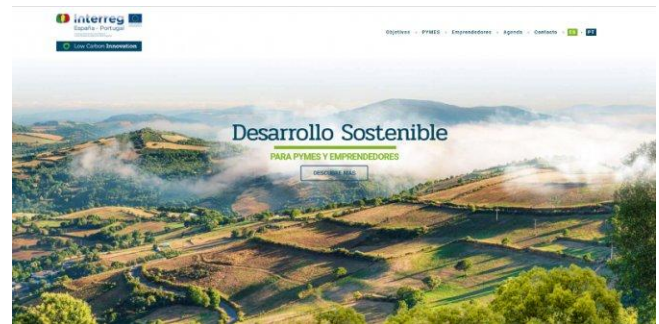 Interreg
España - Portugal
Low Carbon Innovation
Objetivos - PYMES - Emprendedores - Agenda - Contacto - ES - PT
Desarrollo Sostenible
PARA PYMES Y EMPRENDEDORES
DESCUBRE MÁS